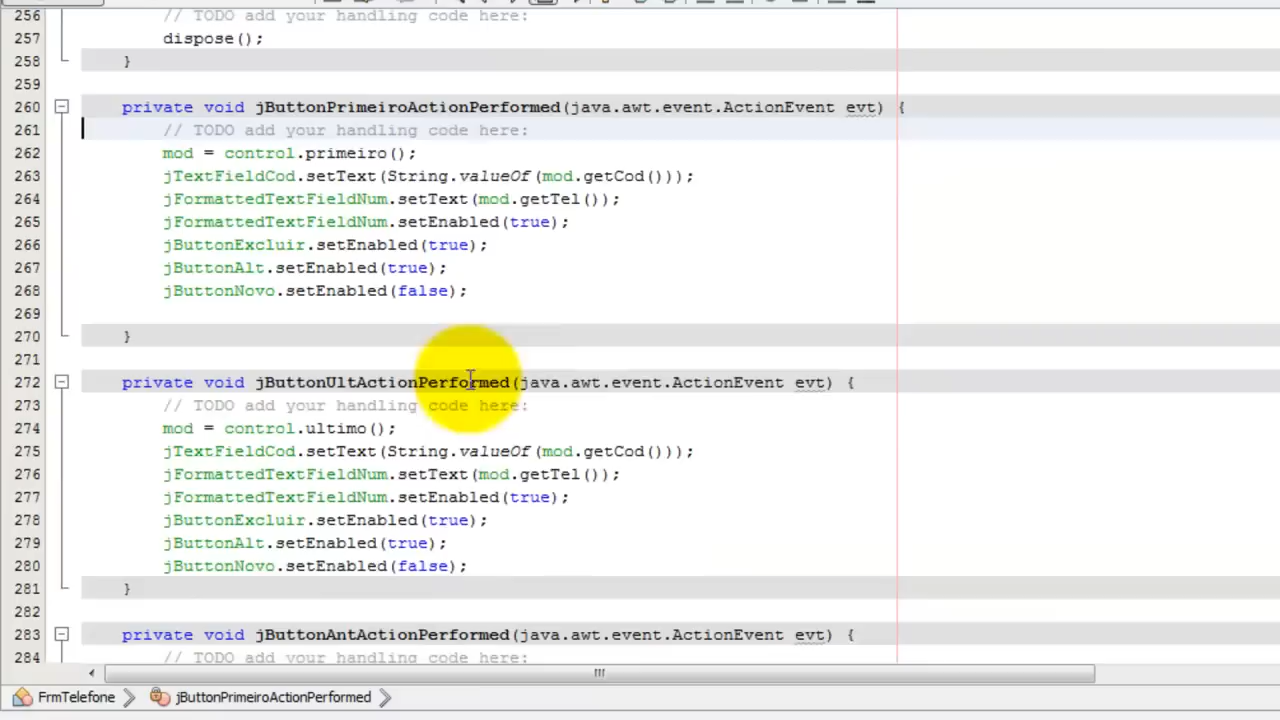 256 // TODO add your handling code here:
257 dispose();
258 }
259
260 private void jButtonPrimeiroActionPerformed(java.awt.event.ActionEvent evt) {
261 // TODO add your handling code here:
262 mod = control.primeiro();
263 jTextFieldCod.setText(String.valueOf(mod.getCod()));
264 jFormattedTextFieldNum.setText(mod.getTel());
265 jFormattedTextFieldNum.setEnabled(true);
266 jButtonExcluir.setEnabled(true);
267 jButtonAlt.setEnabled(true);
268 jButtonNovo.setEnabled(false);
269
270 }
271
272 private void jButtonUltActionPerformed(java.awt.event.ActionEvent evt) {
273 // TODO add your handling code here:
274 mod = control.ultimo();
275 jTextFieldCod.setText(String.valueOf(mod.getCod()));
276 jFormattedTextFieldNum.setText(mod.getTel());
277 jFormattedTextFieldNum.setEnabled(true);
278 jButtonExcluir.setEnabled(true);
279 jButtonAlt.setEnabled(true);
280 jButtonNovo.setEnabled(false);
281 }
282
283 private void jButtonAntActionPerformed(java.awt.event.ActionEvent evt) {
284 // TODO add your handling code here:
FrmTelefone jButtonPrimeiroActionPerformed